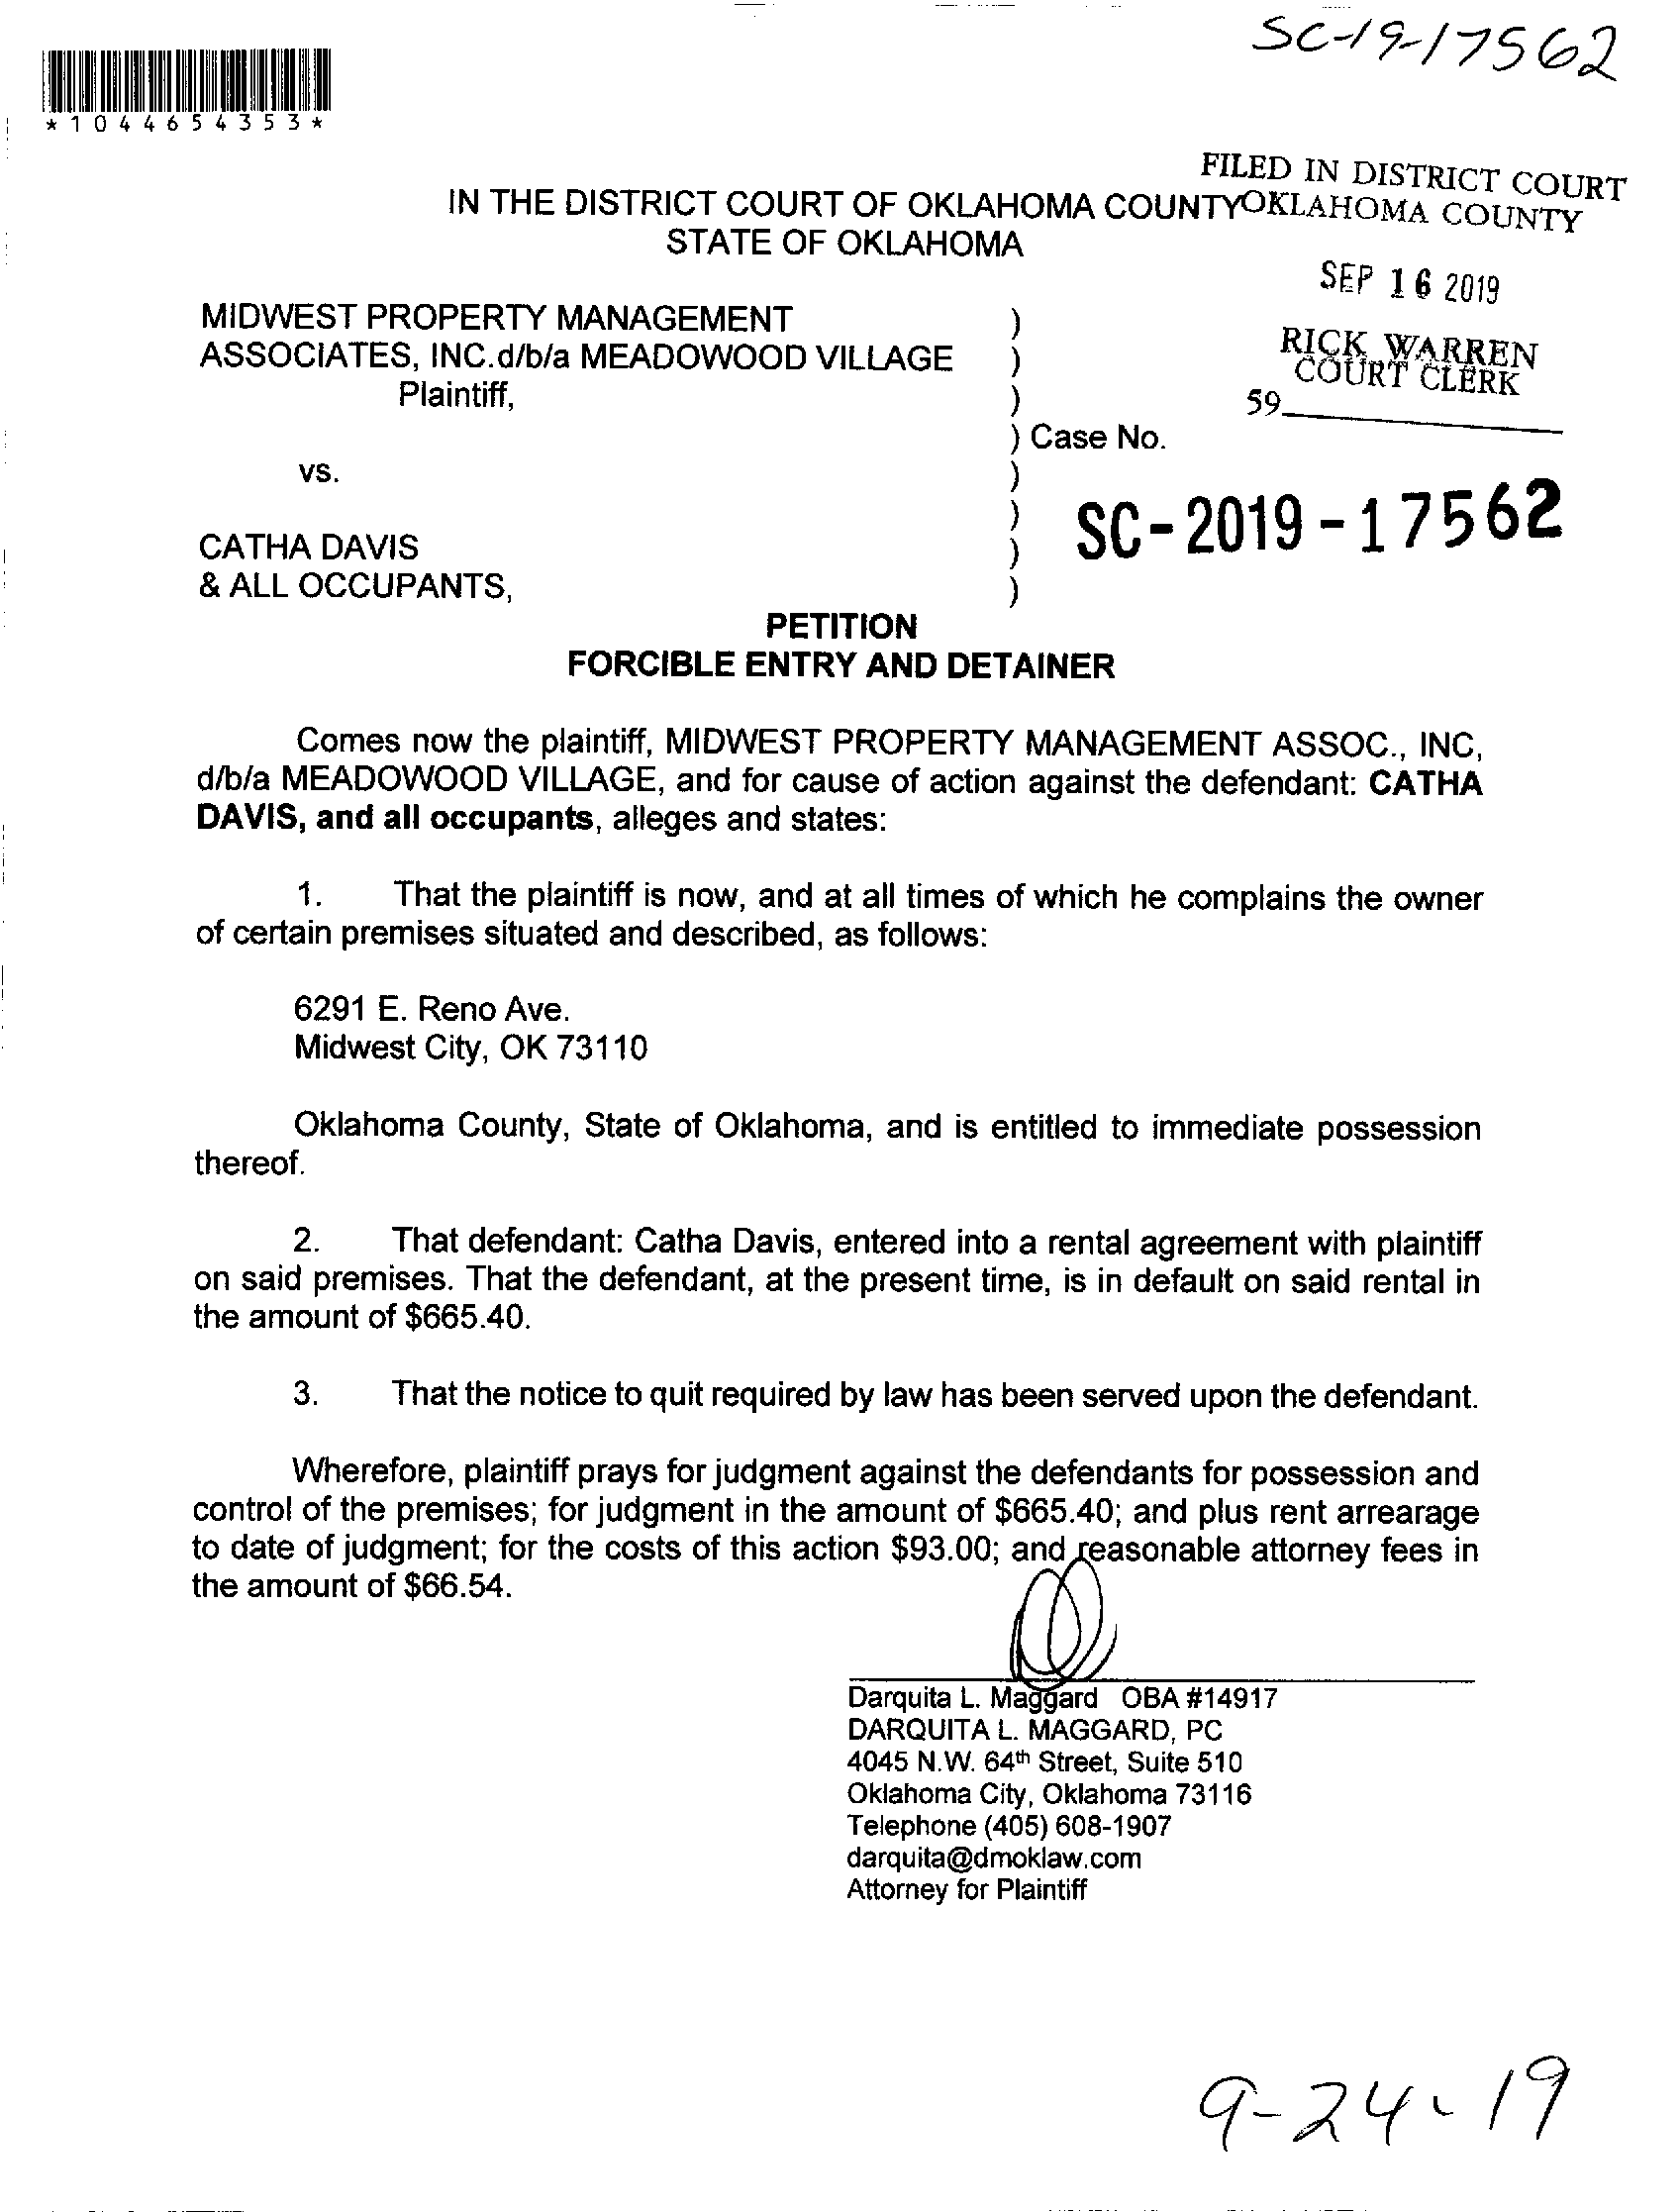 SC-19-17562
*1044654353*
FILED IN DISTRICT COURT
OKLAHOMA COUNTY
IN THE DISTRICT COURT OF OKLAHOMA COUNTY
STATE OF OKLAHOMA
SEP 16 2019
RICK WARREN
COURT CLERK
59
MIDWEST PROPERTY MANAGEMENT )
ASSOCIATES, INC.d/b/a MEADOWOOD VILLAGE )
Plaintiff, )
) Case No.
vs. )
) SC-2019-17562
CATHA DAVIS )
& ALL OCCUPANTS, )
PETITION
FORCIBLE ENTRY AND DETAINER
Comes now the plaintiff, MIDWEST PROPERTY MANAGEMENT ASSOC., INC,
d/b/a MEADOWOOD VILLAGE, and for cause of action against the defendant: CATHA
DAVIS, and all occupants, alleges and states:
1. That the plaintiff is now, and at all times of which he complains the owner
of certain premises situated and described, as follows:
6291 E. Reno Ave.
Midwest City, OK 73110
Oklahoma County, State of Oklahoma, and is entitled to immediate possession
thereof.
2. That defendant: Catha Davis, entered into a rental agreement with plaintiff
on said premises. That the defendant, at the present time, is in default on said rental in
the amount of $665.40.
3. That the notice to quit required by law has been served upon the defendant.
Wherefore, plaintiff prays for judgment against the defendants for possession and
control of the premises; for judgment in the amount of $665.40; and plus rent arrearage
to date of judgment; for the costs of this action $93.00; and reasonable attorney fees in
the amount of $66.54.
Darquita L. Maggard OBA #14917
DARQUITA L. MAGGARD, PC
4045 N.W. 64th Street, Suite 510
Oklahoma City, Oklahoma 73116
Telephone (405) 608-1907
darquita@dmoklaw.com
Attorney for Plaintiff
9-24-19